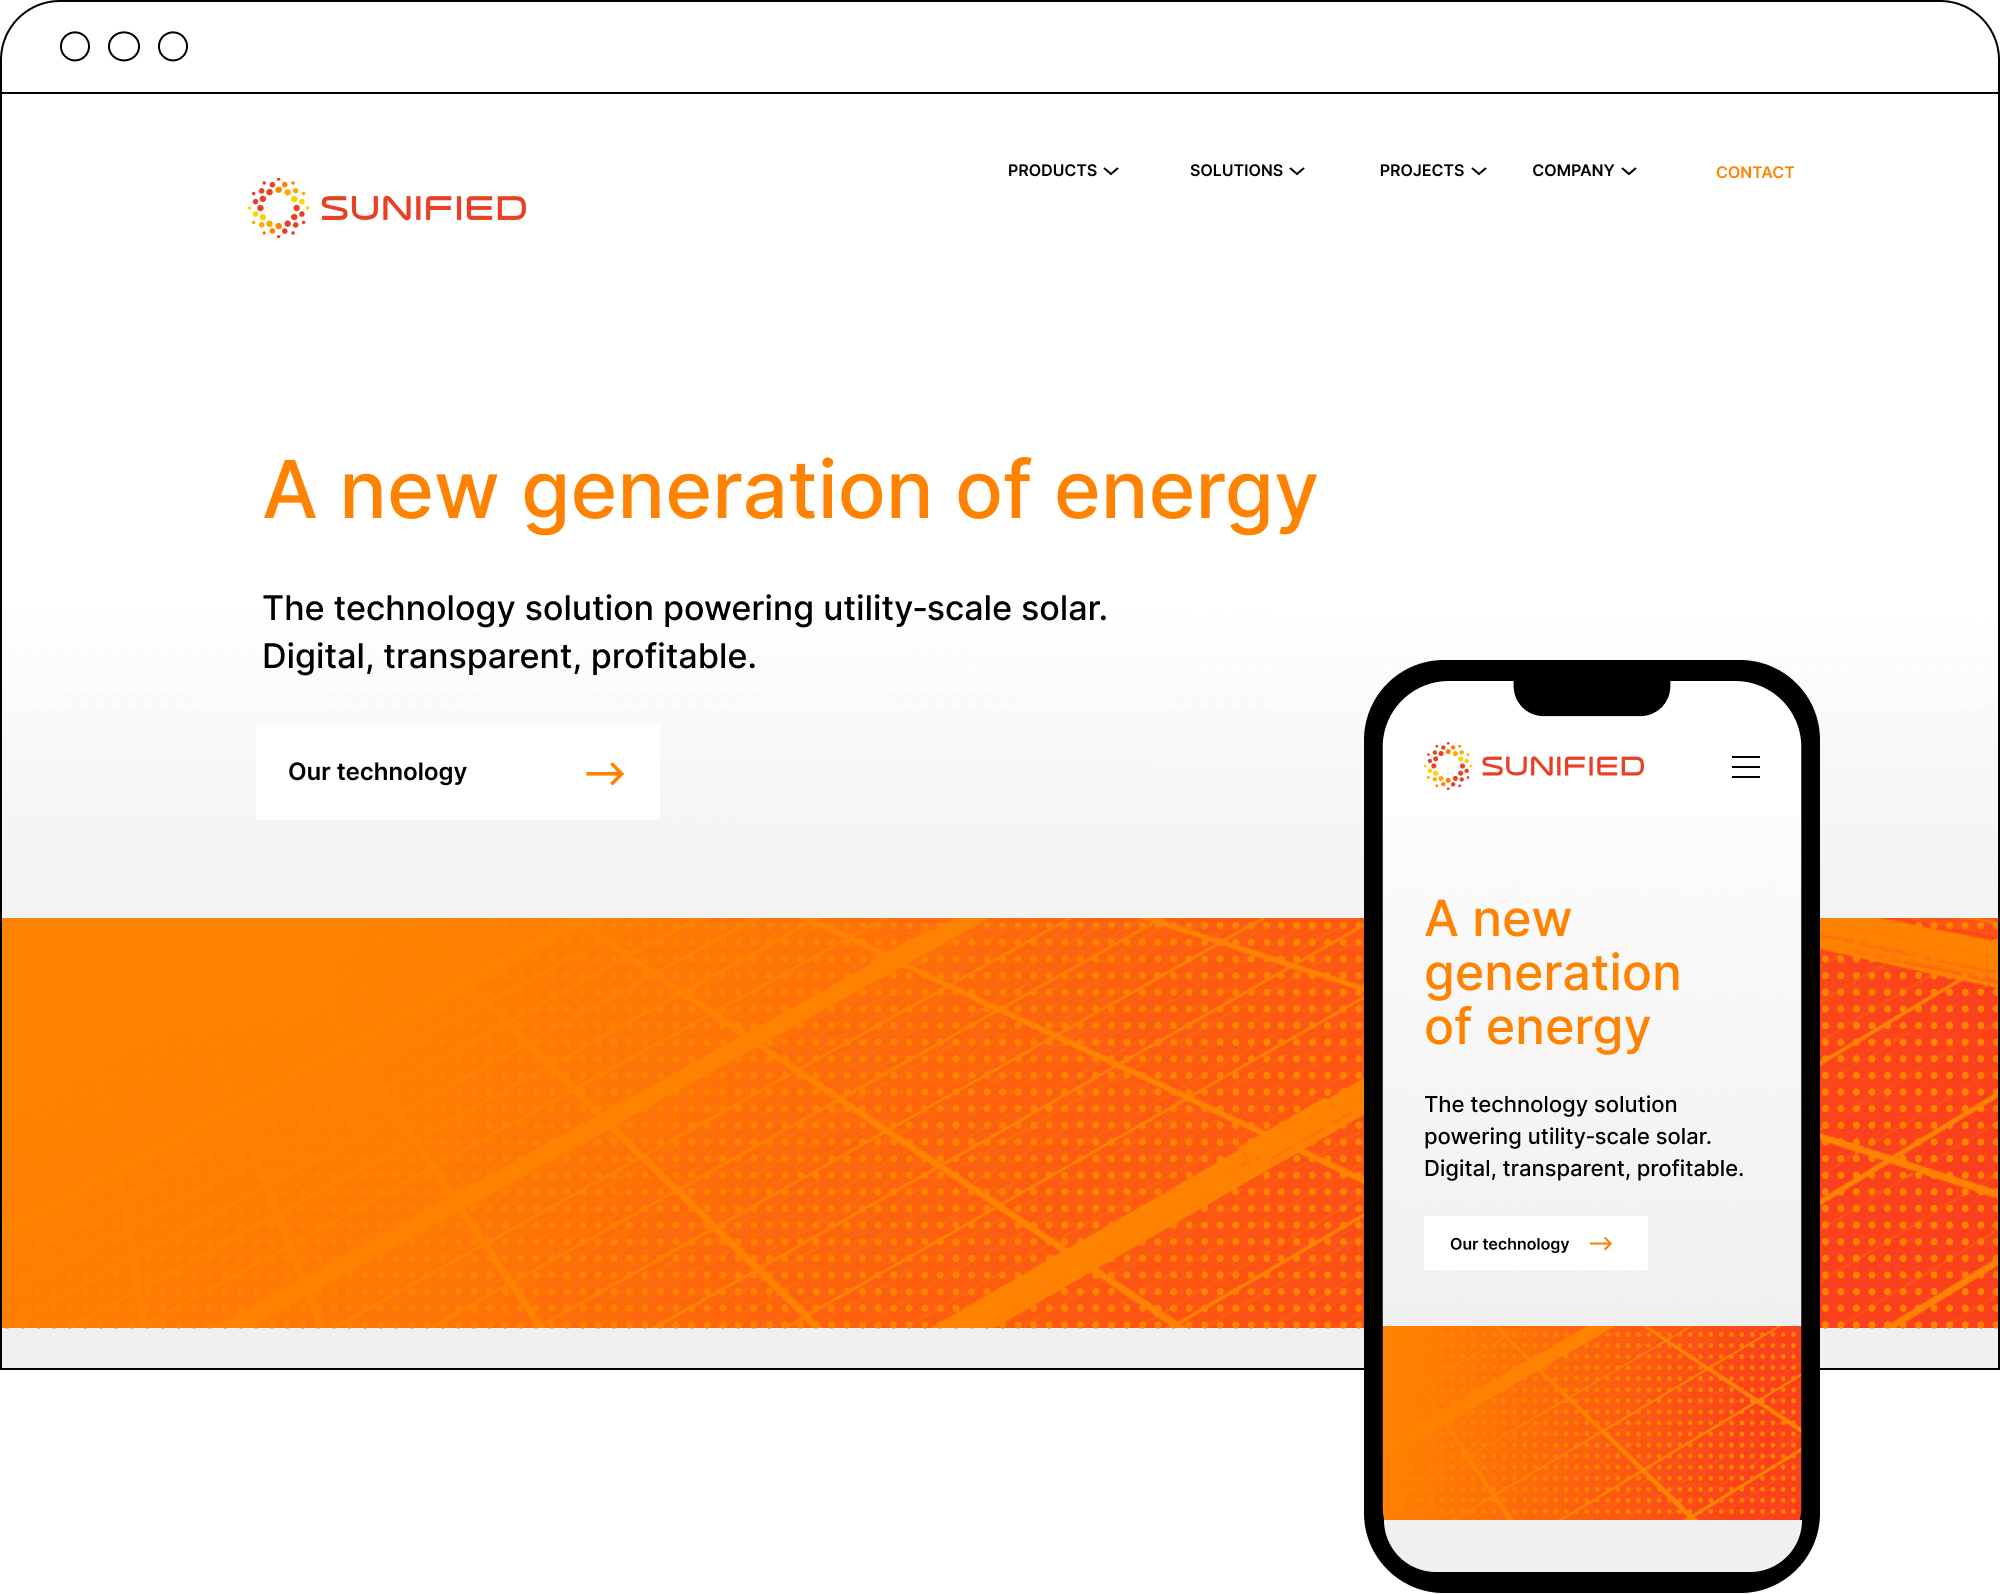 PRODUCTS SOLUTIONS PROJECTS COMPANY CONTACT
SUNIFIED
A new generation of energy
The technology solution powering utility-scale solar.
Digital, transparent, profitable.
Our technology
SUNIFIED
A new
generation
of energy
The technology solution
powering utility-scale solar.
Digital, transparent, profitable.
Our technology